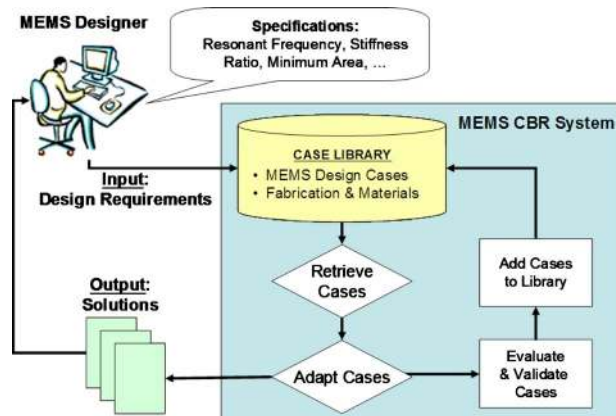 MEMS Designer
Specifications:
Resonant Frequency, Stiffness
Ratio, Minimum Area, ...
MEMS CBR System
CASE LIBRARY
• MEMS Design Cases
• Fabrication & Materials
Input:
Design Requirements
Retrieve
Cases
Add Cases
to Library
Output:
Solutions
Adapt Cases
Evaluate
& Validate
Cases